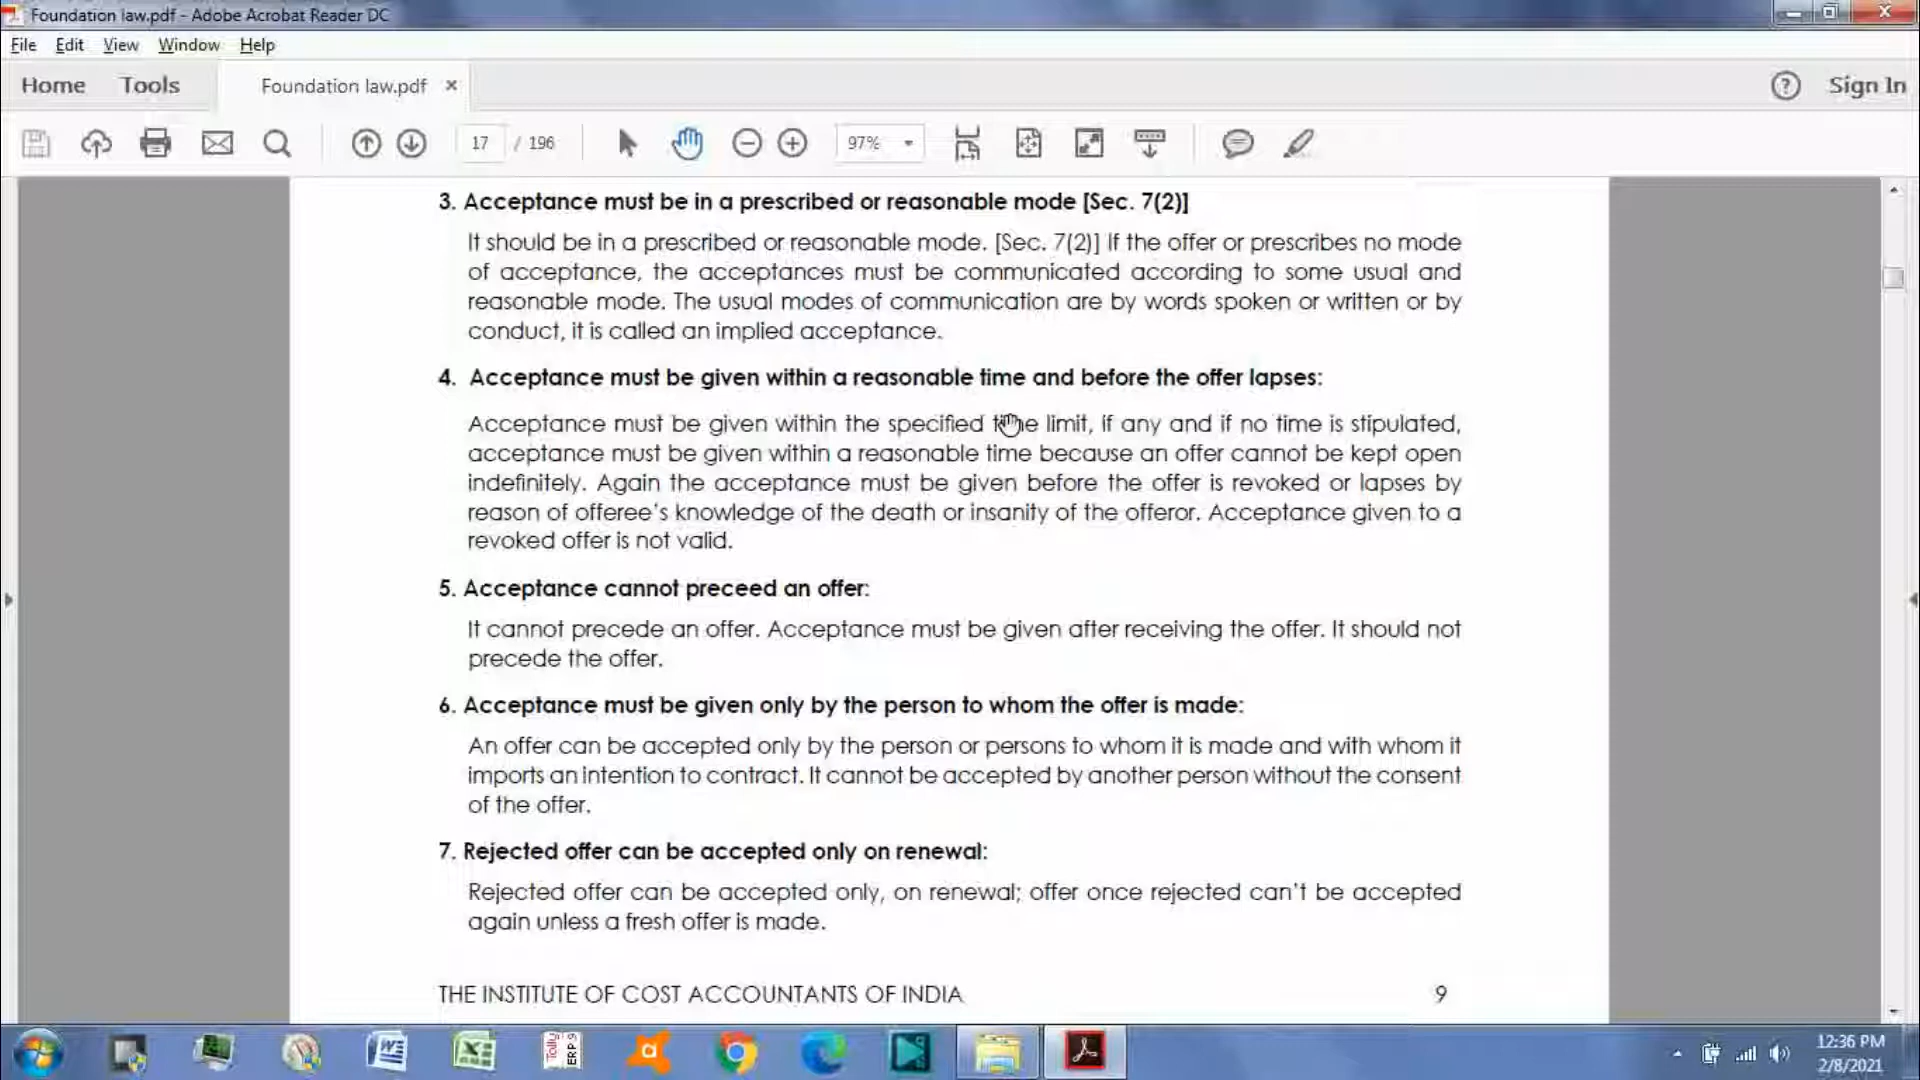 Foundation law.pdf - Adobe Acrobat Reader DC
File Edit View Window Help
Home Tools Foundation law.pdf × ? Sign In
17 / 196 97%
3. Acceptance must be in a prescribed or reasonable mode [Sec. 7(2)]
It should be in a prescribed or reasonable mode. [Sec. 7(2)] If the offer or prescribes no mode
of acceptance, the acceptances must be communicated according to some usual and
reasonable mode. The usual modes of communication are by words spoken or written or by
conduct, it is called an implied acceptance.
4. Acceptance must be given within a reasonable time and before the offer lapses:
Acceptance must be given within the specified time limit, if any and if no time is stipulated,
acceptance must be given within a reasonable time because an offer cannot be kept open
indefinitely. Again the acceptance must be given before the offer is revoked or lapses by
reason of offeree's knowledge of the death or insanity of the offeror. Acceptance given to a
revoked offer is not valid.
5. Acceptance cannot preceed an offer:
It cannot precede an offer. Acceptance must be given after receiving the offer. It should not
precede the offer.
6. Acceptance must be given only by the person to whom the offer is made:
An offer can be accepted only by the person or persons to whom it is made and with whom it
imports an intention to contract. It cannot be accepted by another person without the consent
of the offer.
7. Rejected offer can be accepted only on renewal:
Rejected offer can be accepted only, on renewal; offer once rejected can't be accepted
again unless a fresh offer is made.
THE INSTITUTE OF COST ACCOUNTANTS OF INDIA 9
Tally ERP 9
12:36 PM
2/8/2021